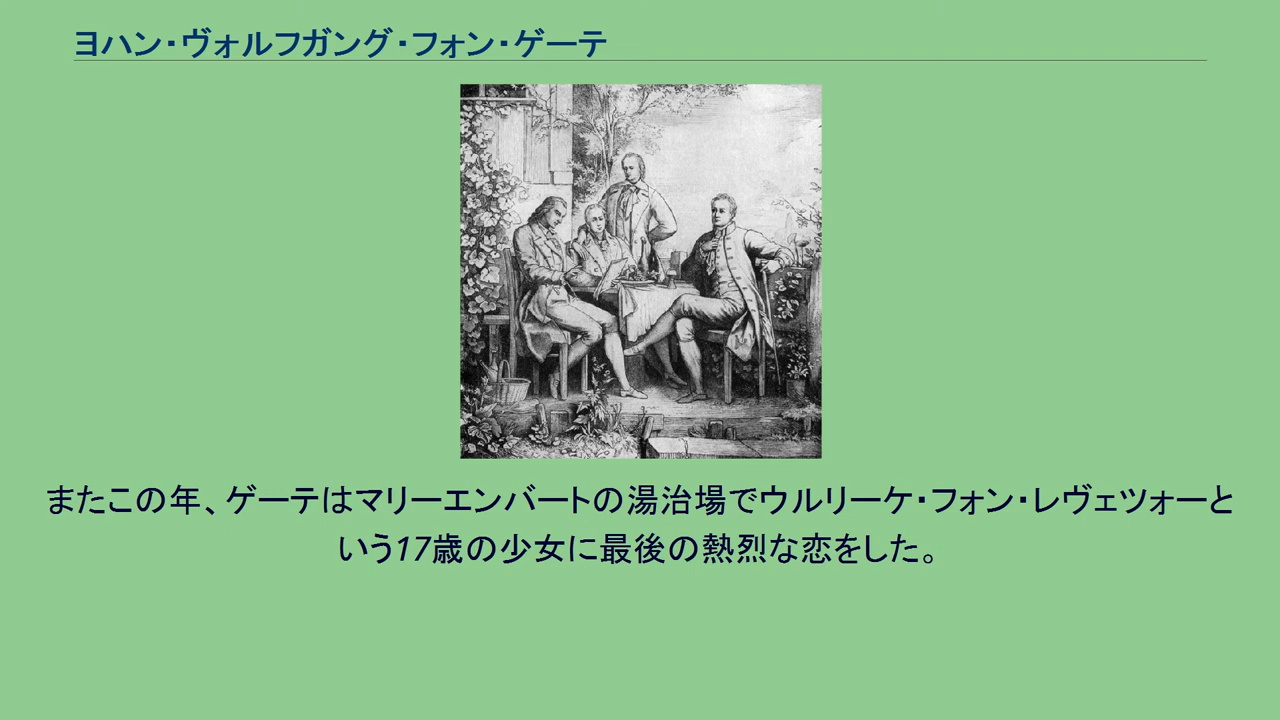 ヨハン・ヴォルフガング・フォン・ゲーテ
またこの年、ゲーテはマリーエンバートの湯治場でウルリーケ・フォン・レヴェツォーと
いう17歳の少女に最後の熱烈な恋をした。